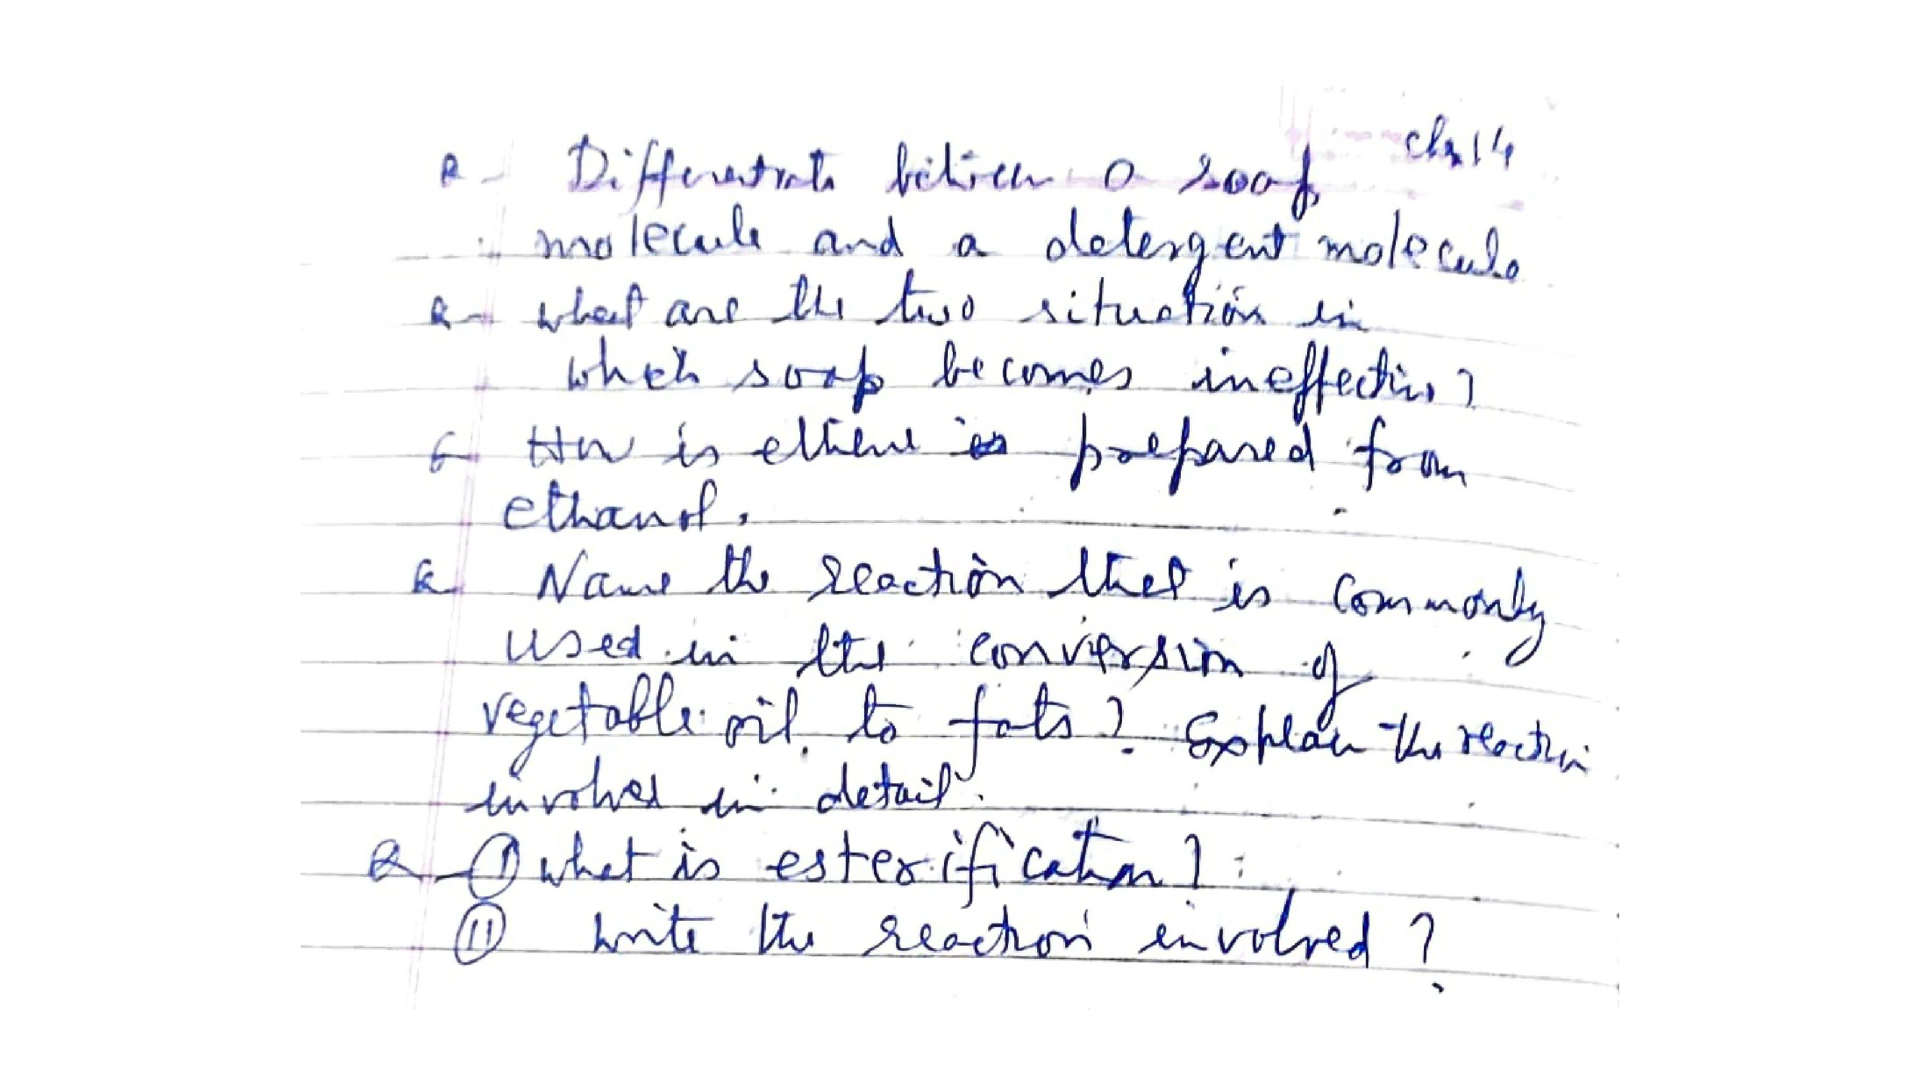 Ch 14
Q- Differentiate between a soap
molecule and a detergent molecule
Q- what are the two situation in
which soap becomes ineffective?
Q- How is ethene prepared from
ethanol.
Q- Name the reaction that is commonly
used in the conversion of
vegetable oil to fats? Explain the reaction
involved in detail.
Q- (I) what is esterification?
(II) Write the reaction involved?